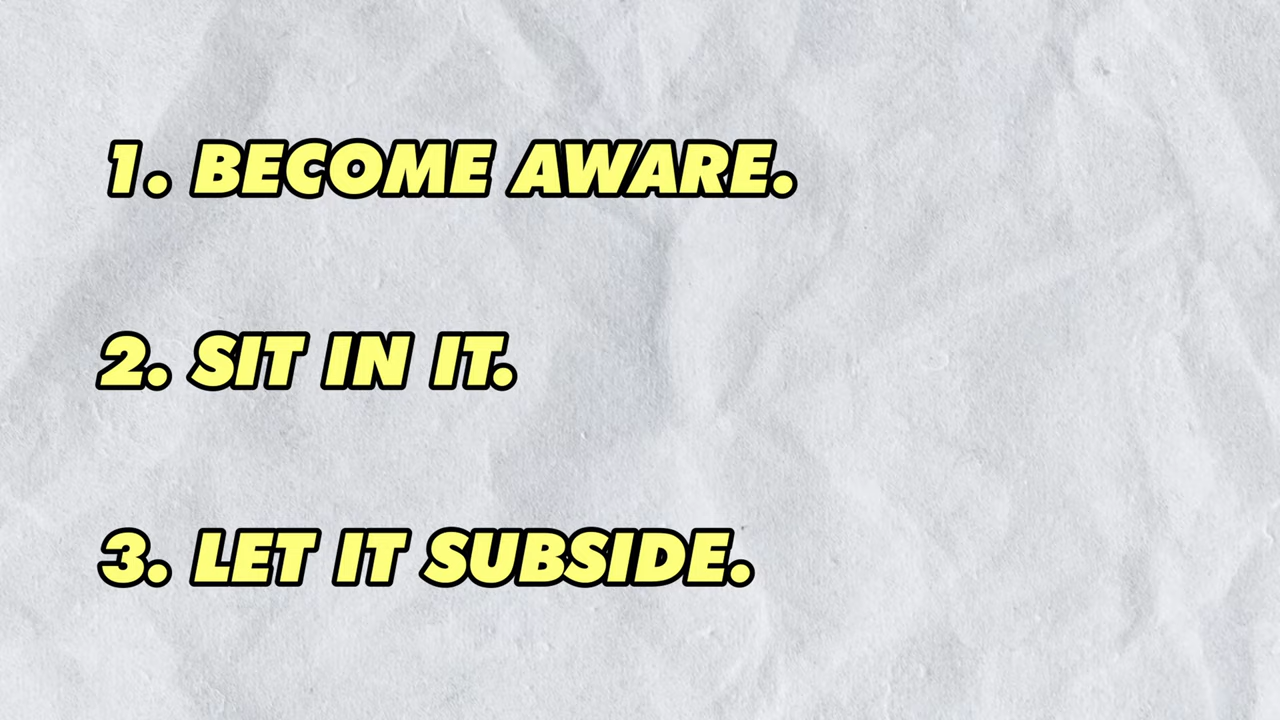 1. BECOME AWARE.
2. SIT IN IT.
3. LET IT SUBSIDE.